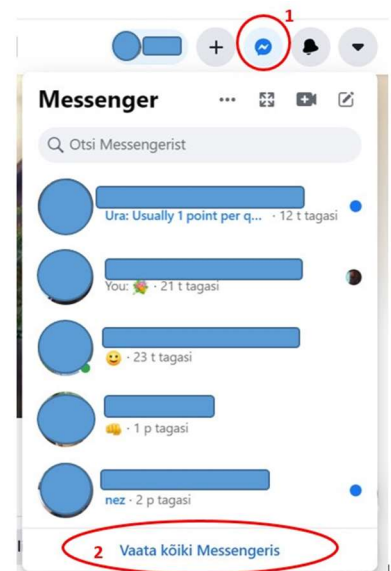 1
Messenger
Otsi Messengerist
Ura: Usually 1 point per q... · 12 t tagasi
You: 💐 · 21 t tagasi
😀 · 23 t tagasi
👊 · 1 p tagasi
nez · 2 p tagasi
2 Vaata kõiki Messengeris